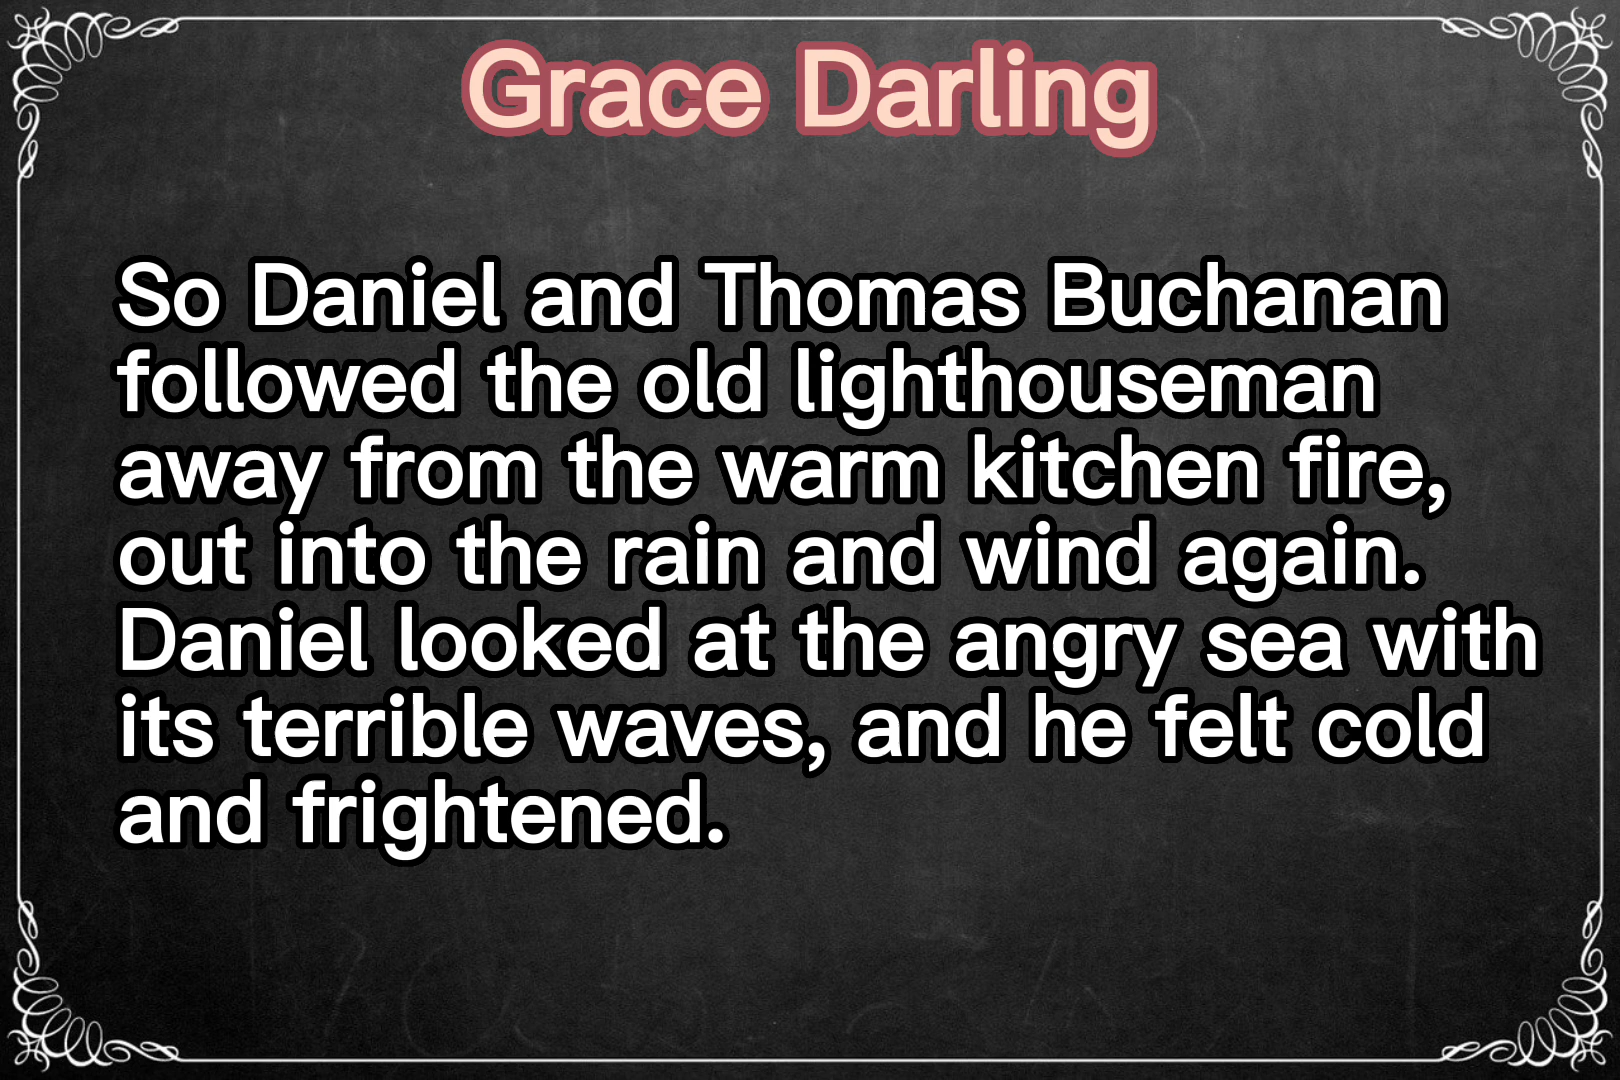 Grace Darling
So Daniel and Thomas Buchanan
followed the old lighthouseman
away from the warm kitchen fire,
out into the rain and wind again.
Daniel looked at the angry sea with
its terrible waves, and he felt cold
and frightened.